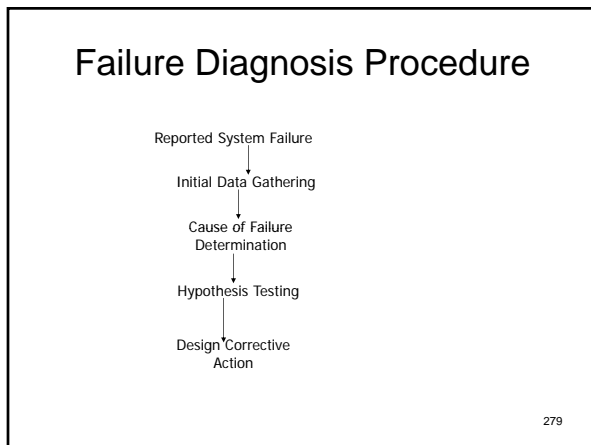 Failure Diagnosis Procedure
Reported System Failure
Initial Data Gathering
Cause of Failure
Determination
Hypothesis Testing
Design Corrective
Action
279